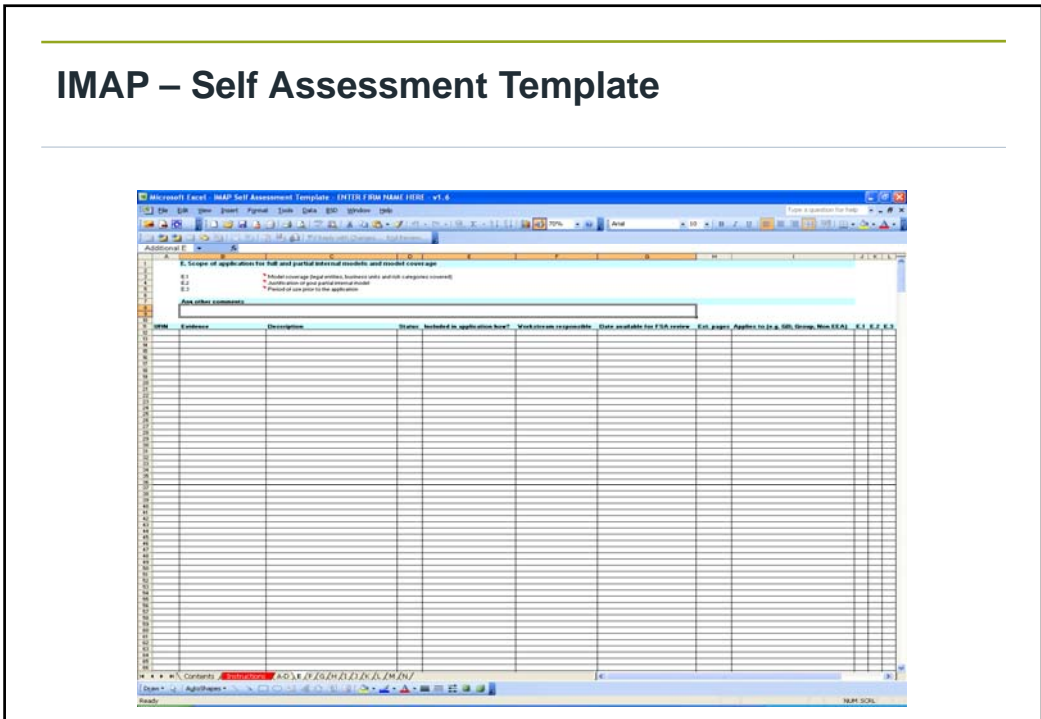 IMAP – Self Assessment Template
Microsoft Excel - IMAP Self Assessment Template - ENTER FIRM NAME HERE - v1.6
File Edit View Insert Format Tools Data Window Help
Type a question for help
70%
Arial
10
Additional E
A B C D E F G H I J K L
E. Scope of application for full and partial internal models and model coverage
E.1 Model coverage (legal entities, business units and risk categories covered)
E.2 Justification of your partial internal model
E.3 Period of use prior to the application
Any other comments
Evidence Description Status Included in application how? Workstream responsible Date available for FSA review Est. pages Applies to (e.g. GB, Group, Non EEA) E.1 E.2 E.3
Contents Instructions A-D E F G H I J K L M N
Draw AutoShapes
Ready NUM SCRL